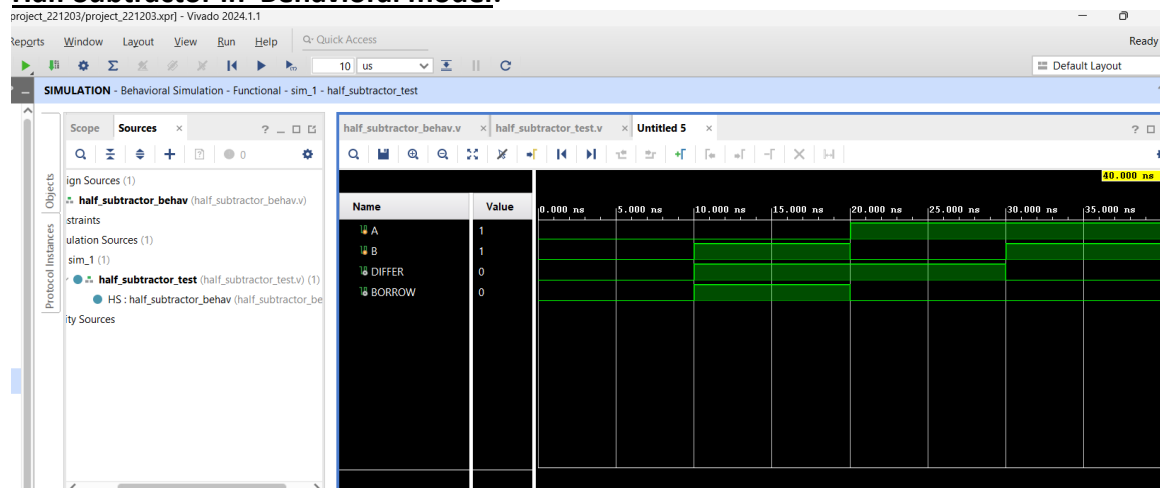 Half Subtractor in Behavioral model:
project_221203/project_221203.xpr] - Vivado 2024.1.1
Reports Window Layout View Run Help Quick Access Ready
10 us Default Layout
SIMULATION - Behavioral Simulation - Functional - sim_1 - half_subtractor_test
Scope Sources × ? _
half_subtractor_behav.v × half_subtractor_test.v × Untitled 5 × ?
0
Objects
Protocol Instances
ign Sources (1)
half_subtractor_behav (half_subtractor_behav.v)
straints
ulation Sources (1)
sim_1 (1)
half_subtractor_test (half_subtractor_test.v) (1)
HS : half_subtractor_behav (half_subtractor_be
ity Sources
40.000 ns
Name Value 0.000 ns 5.000 ns 10.000 ns 15.000 ns 20.000 ns 25.000 ns 30.000 ns 35.000 ns
A 1
B 1
DIFFER 0
BORROW 0